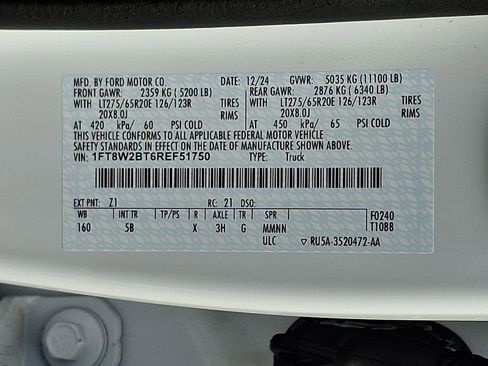 MFD. BY FORD MOTOR CO. 12/24 GVWR: 5035 KG (11100 LB)
FRONT GAWR: 2359 KG ( 5200 LB) REAR GAWR: 2876 KG ( 6340 LB)
WITH LT275/65R20E 126/123R TIRES WITH LT275/65R20E 126/123R TIRES
20X8.0J RIMS 20X8.0J RIMS
AT 420 kPa/ 60 PSI COLD AT 450 kPa/ 65 PSI COLD
THIS VEHICLE CONFORMS TO ALL APPLICABLE FEDERAL MOTOR VEHICLE
SAFETY STANDARDS IN EFFECT ON THE DATE OF MANUFACTURE SHOWN ABOVE.
VIN: 1FT8W2BT6REF51750 TYPE: Truck
EXT PNT: Z1 RC: 21 DSO:
WB INT TR TP/PS R AXLE TR SPR F0240
160 5B X 3H G MMNN T1088
ULC ▽ RU5A-3520472-AA